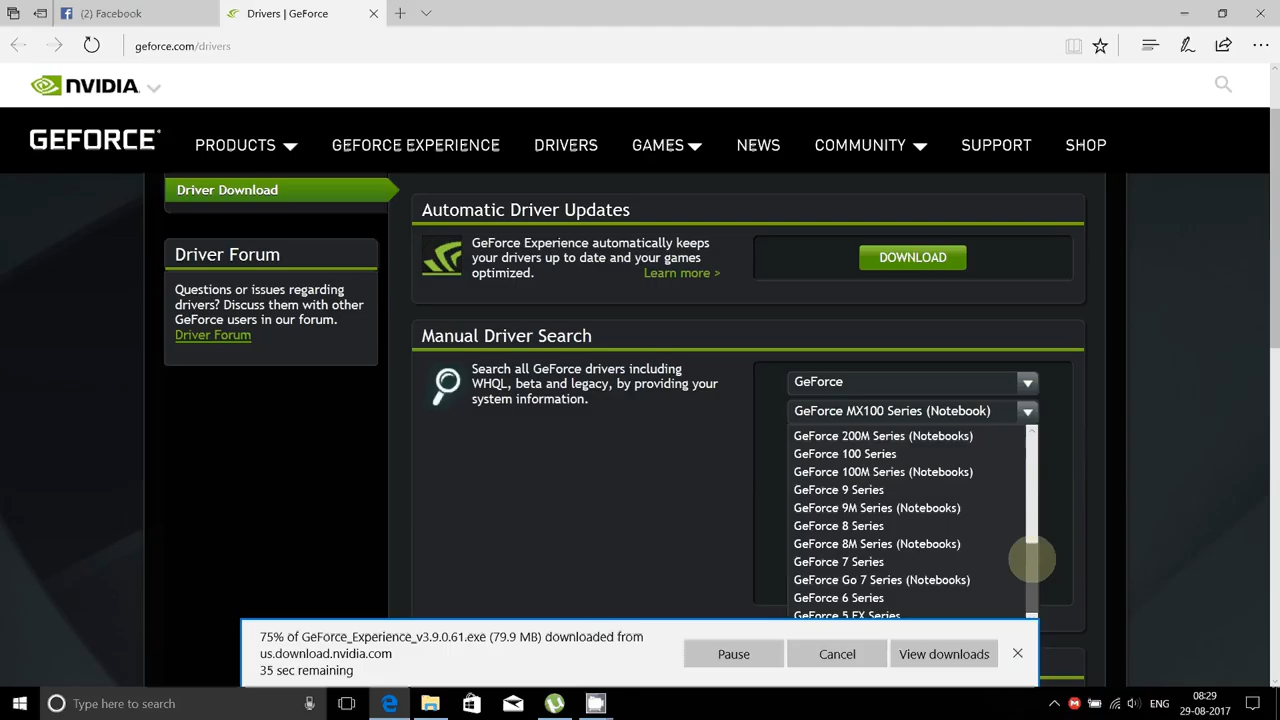 (2) Facebook
Drivers | GeForce
geforce.com/drivers
NVIDIA.
GEFORCE
PRODUCTS
GEFORCE EXPERIENCE
DRIVERS
GAMES
NEWS
COMMUNITY
SUPPORT
SHOP
Driver Download
Driver Forum
Questions or issues regarding
drivers? Discuss them with other
GeForce users in our forum.
Driver Forum
Automatic Driver Updates
GeForce Experience automatically keeps
your drivers up to date and your games
optimized.
Learn more >
DOWNLOAD
Manual Driver Search
Search all GeForce drivers including
WHQL, beta and legacy, by providing your
system information.
GeForce
GeForce MX100 Series (Notebook)
GeForce 200M Series (Notebooks)
GeForce 100 Series
GeForce 100M Series (Notebooks)
GeForce 9 Series
GeForce 9M Series (Notebooks)
GeForce 8 Series
GeForce 8M Series (Notebooks)
GeForce 7 Series
GeForce Go 7 Series (Notebooks)
GeForce 6 Series
GeForce 5 FX Series
75% of GeForce_Experience_v3.9.0.61.exe (79.9 MB) downloaded from
us.download.nvidia.com
35 sec remaining
Pause
Cancel
View downloads
Type here to search
ENG
08:29
29-08-2017